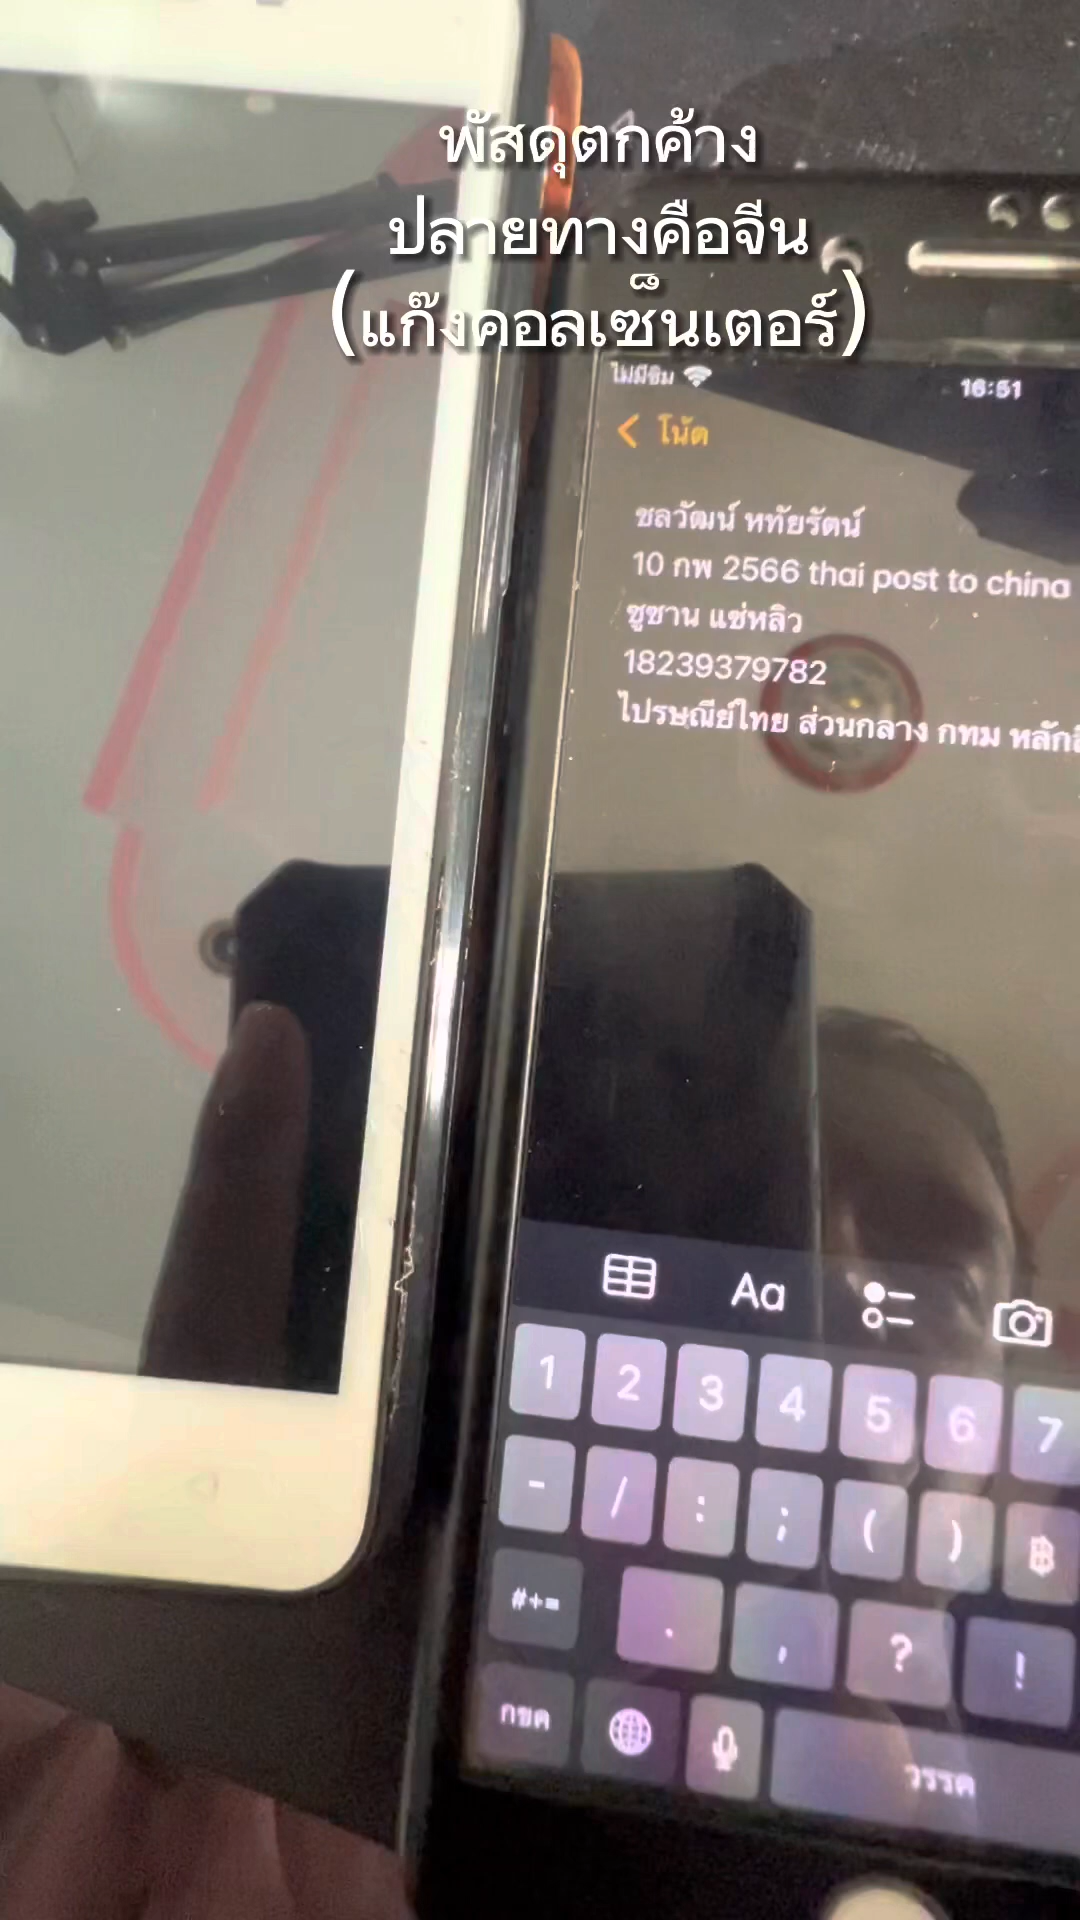 พัสดุตกค้าง
ปลายทางคือจีน
(แก๊งคอลเซ็นเตอร์)
ไม่มีซิม 16:51
โน้ต
ชลวัฒน์ หทัยรัตน์
10 กพ 2566 thai post to china
ซูซาน แซ่หลิว
18239379782
ไปรษณีย์ไทย ส่วนกลาง กทม
Aa
1 2 3 4 5 6 7
- / : ; ( ) ฿
#+= . , ? !
กขค วรรค